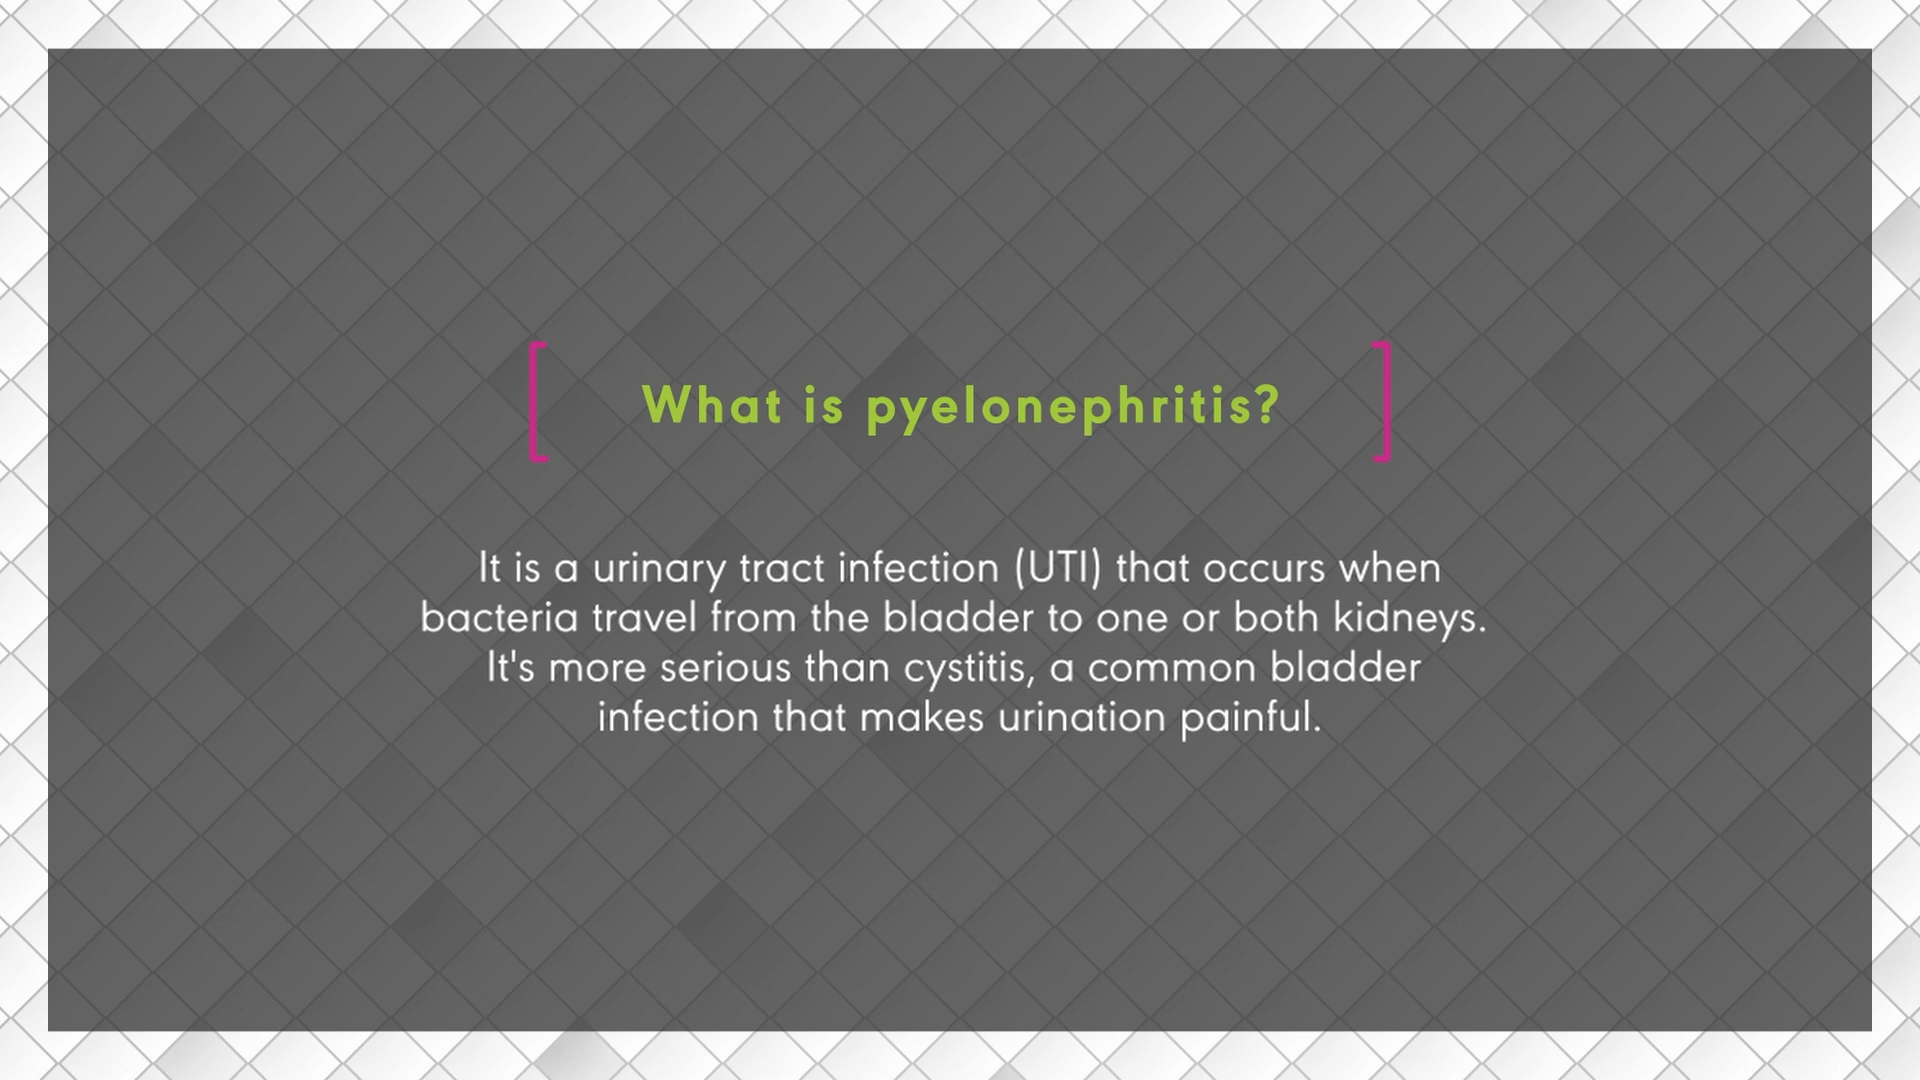 What is pyelonephritis?
It is a urinary tract infection (UTI) that occurs when
bacteria travel from the bladder to one or both kidneys.
It's more serious than cystitis, a common bladder
infection that makes urination painful.